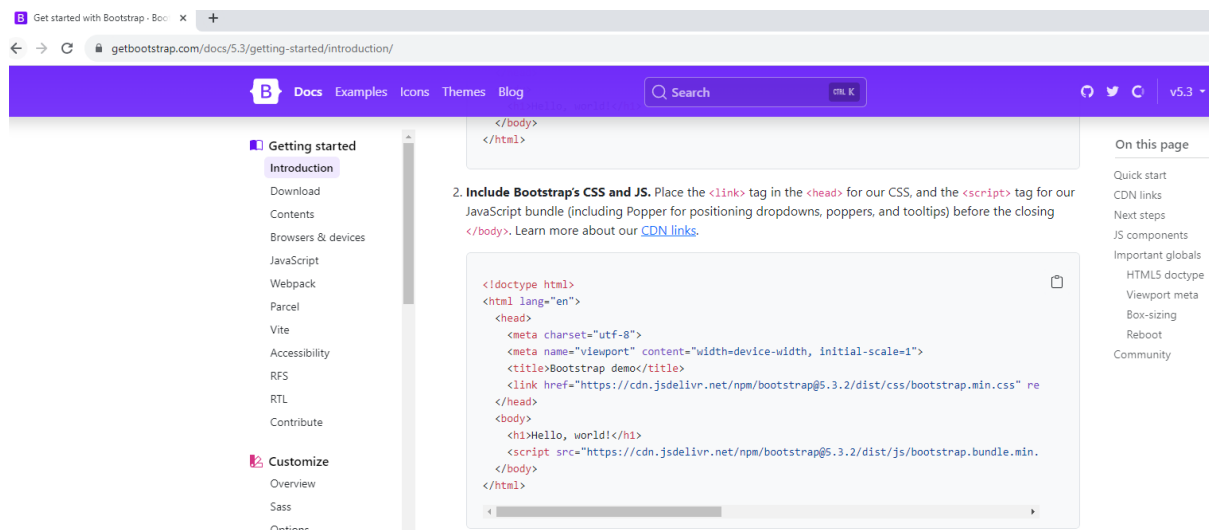 Get started with Bootstrap - Boo
getbootstrap.com/docs/5.3/getting-started/introduction/
B Docs Examples Icons Themes Blog Search CTRL K v5.3
Getting started
Introduction
Download
Contents
Browsers & devices
JavaScript
Webpack
Parcel
Vite
Accessibility
RFS
RTL
Contribute
Customize
Overview
Sass
Options
</body>
</html>
2. Include Bootstrap's CSS and JS. Place the <link> tag in the <head> for our CSS, and the <script> tag for our
JavaScript bundle (including Popper for positioning dropdowns, poppers, and tooltips) before the closing
</body>. Learn more about our CDN links.
<!doctype html>
<html lang="en">
<head>
<meta charset="utf-8">
<meta name="viewport" content="width=device-width, initial-scale=1">
<title>Bootstrap demo</title>
<link href="https://cdn.jsdelivr.net/npm/bootstrap@5.3.2/dist/css/bootstrap.min.css" re
</head>
<body>
<h1>Hello, world!</h1>
<script src="https://cdn.jsdelivr.net/npm/bootstrap@5.3.2/dist/js/bootstrap.bundle.min.
</body>
</html>
On this page
Quick start
CDN links
Next steps
JS components
Important globals
HTML5 doctype
Viewport meta
Box-sizing
Reboot
Community